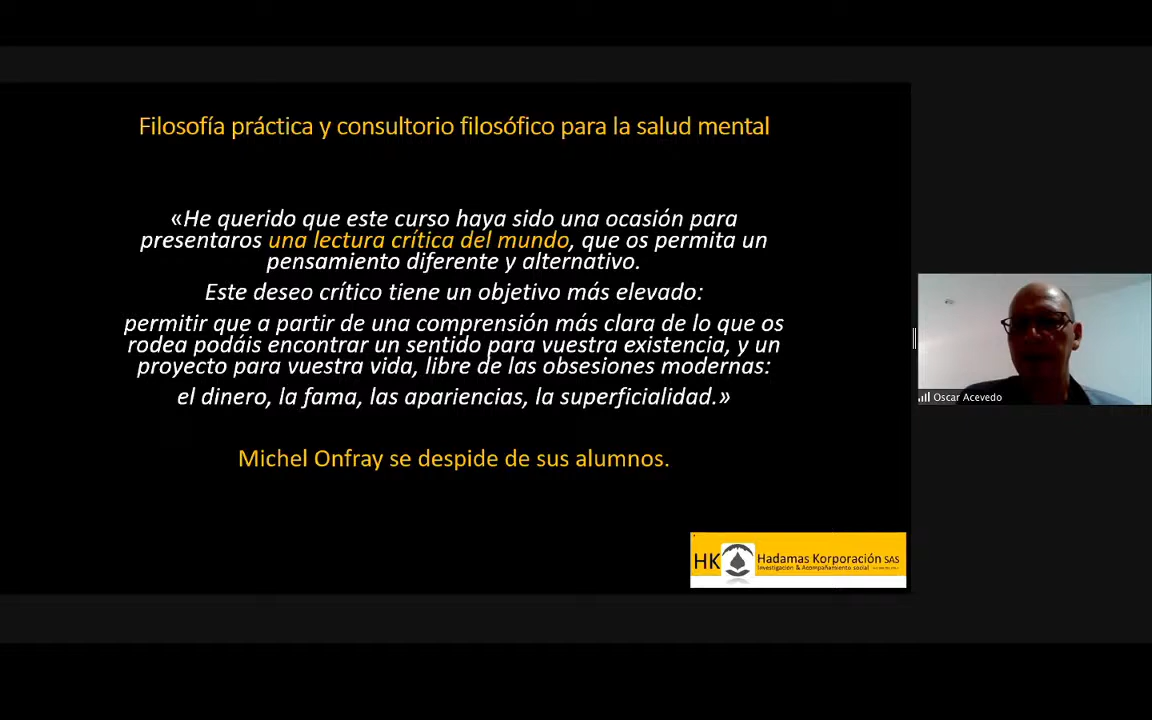 Filosofía práctica y consultorio filosófico para la salud mental
«He querido que este curso haya sido una ocasión para
presentaros una lectura crítica del mundo, que os permita un
pensamiento diferente y alternativo.
Este deseo crítico tiene un objetivo más elevado:
permitir que a partir de una comprensión más clara de lo que os
rodea podáis encontrar un sentido para vuestra existencia, y un
proyecto para vuestra vida, libre de las obsesiones modernas:
el dinero, la fama, las apariencias, la superficialidad.»
Michel Onfray se despide de sus alumnos.
Oscar Acevedo
HK Hadamas Korporación SAS
Investigación & Acompañamiento social